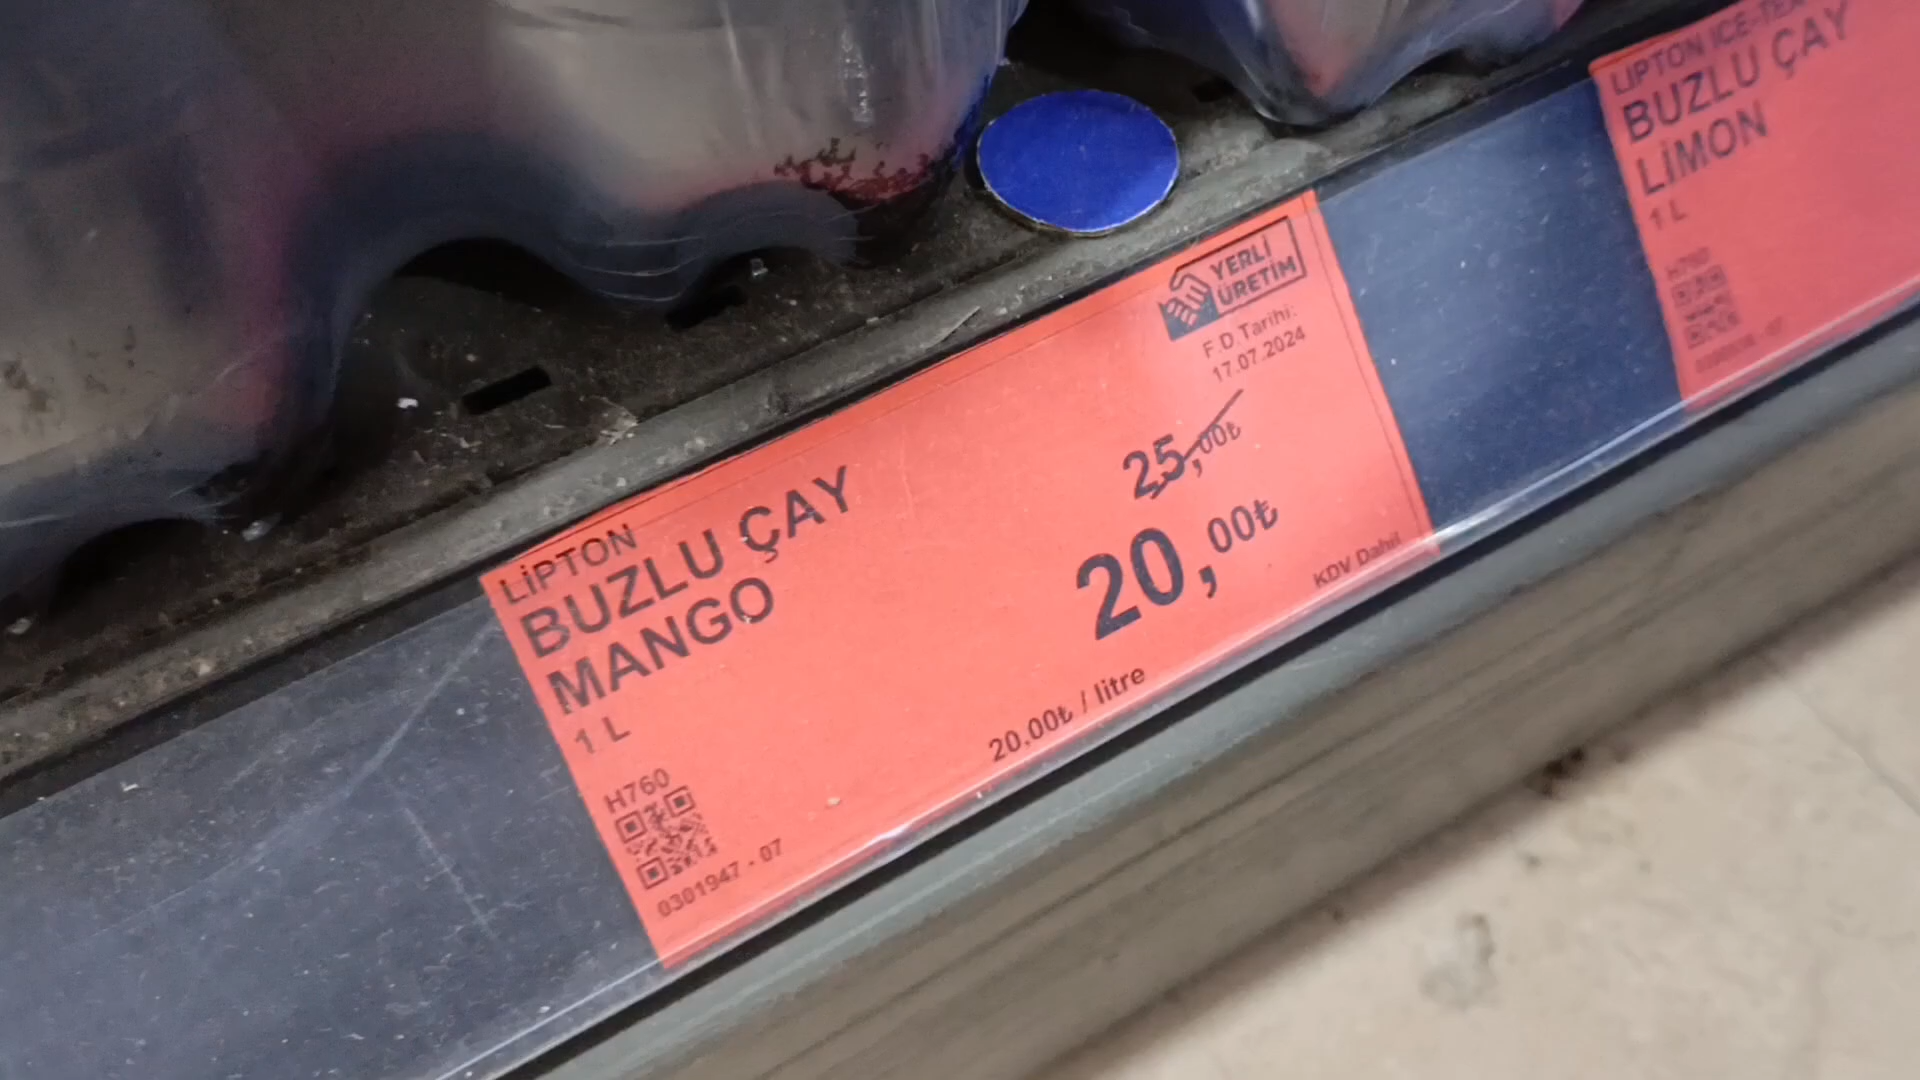 LİPTON
BUZLU ÇAY
MANGO
1 L
H760
0301947 - 07
YERLİ
ÜRETİM
F.D.Tarihi:
17.07.2024
25,00₺
20,00₺
20,00₺ / litre
KDV Dahil
LIPTON ICE-TEA
BUZLU ÇAY
LİMON
1 L
H760